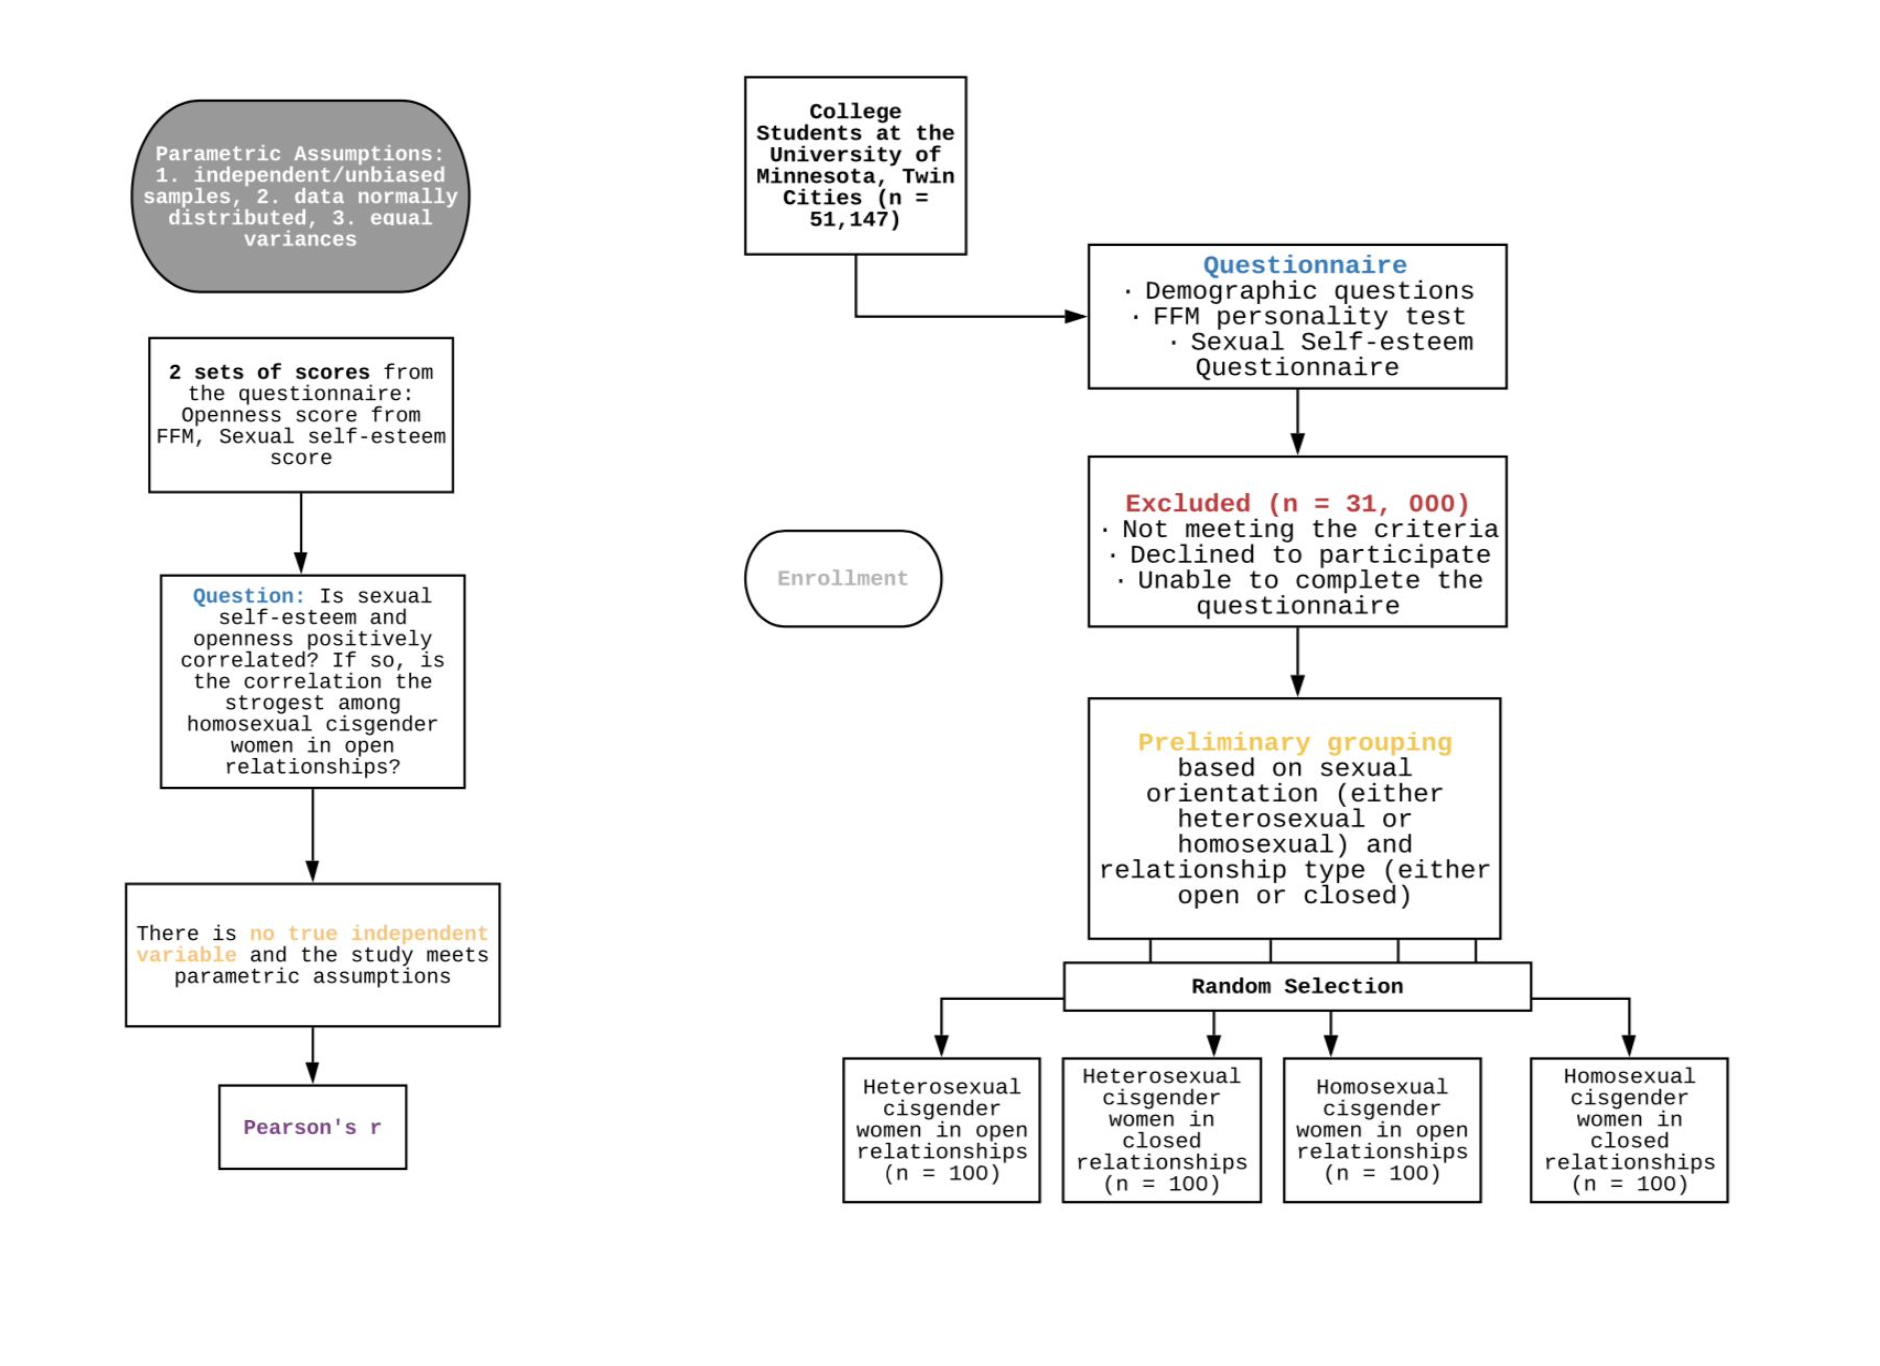 Parametric Assumptions:
1. independent/unbiased
samples, 2. data normally
distributed, 3. equal
variances
2 sets of scores from
the questionnaire:
Openness score from
FFM, Sexual self-esteem
score
Question: Is sexual
self-esteem and
openness positively
correlated? If so, is
the correlation the
strogest among
homosexual cisgender
women in open
relationships?
There is no true independent
variable and the study meets
parametric assumptions
Pearson's r
College
Students at the
University of
Minnesota, Twin
Cities (n =
51,147)
Questionnaire
· Demographic questions
· FFM personality test
· Sexual Self-esteem
Questionnaire
Excluded (n = 31, 000)
· Not meeting the criteria
· Declined to participate
· Unable to complete the
questionnaire
Enrollment
Preliminary grouping
based on sexual
orientation (either
heterosexual or
homosexual) and
relationship type (either
open or closed)
Random Selection
Heterosexual
cisgender
women in open
relationships
(n = 100)
Heterosexual
cisgender
women in
closed
relationships
(n = 100)
Homosexual
cisgender
women in open
relationships
(n = 100)
Homosexual
cisgender
women in
closed
relationships
(n = 100)